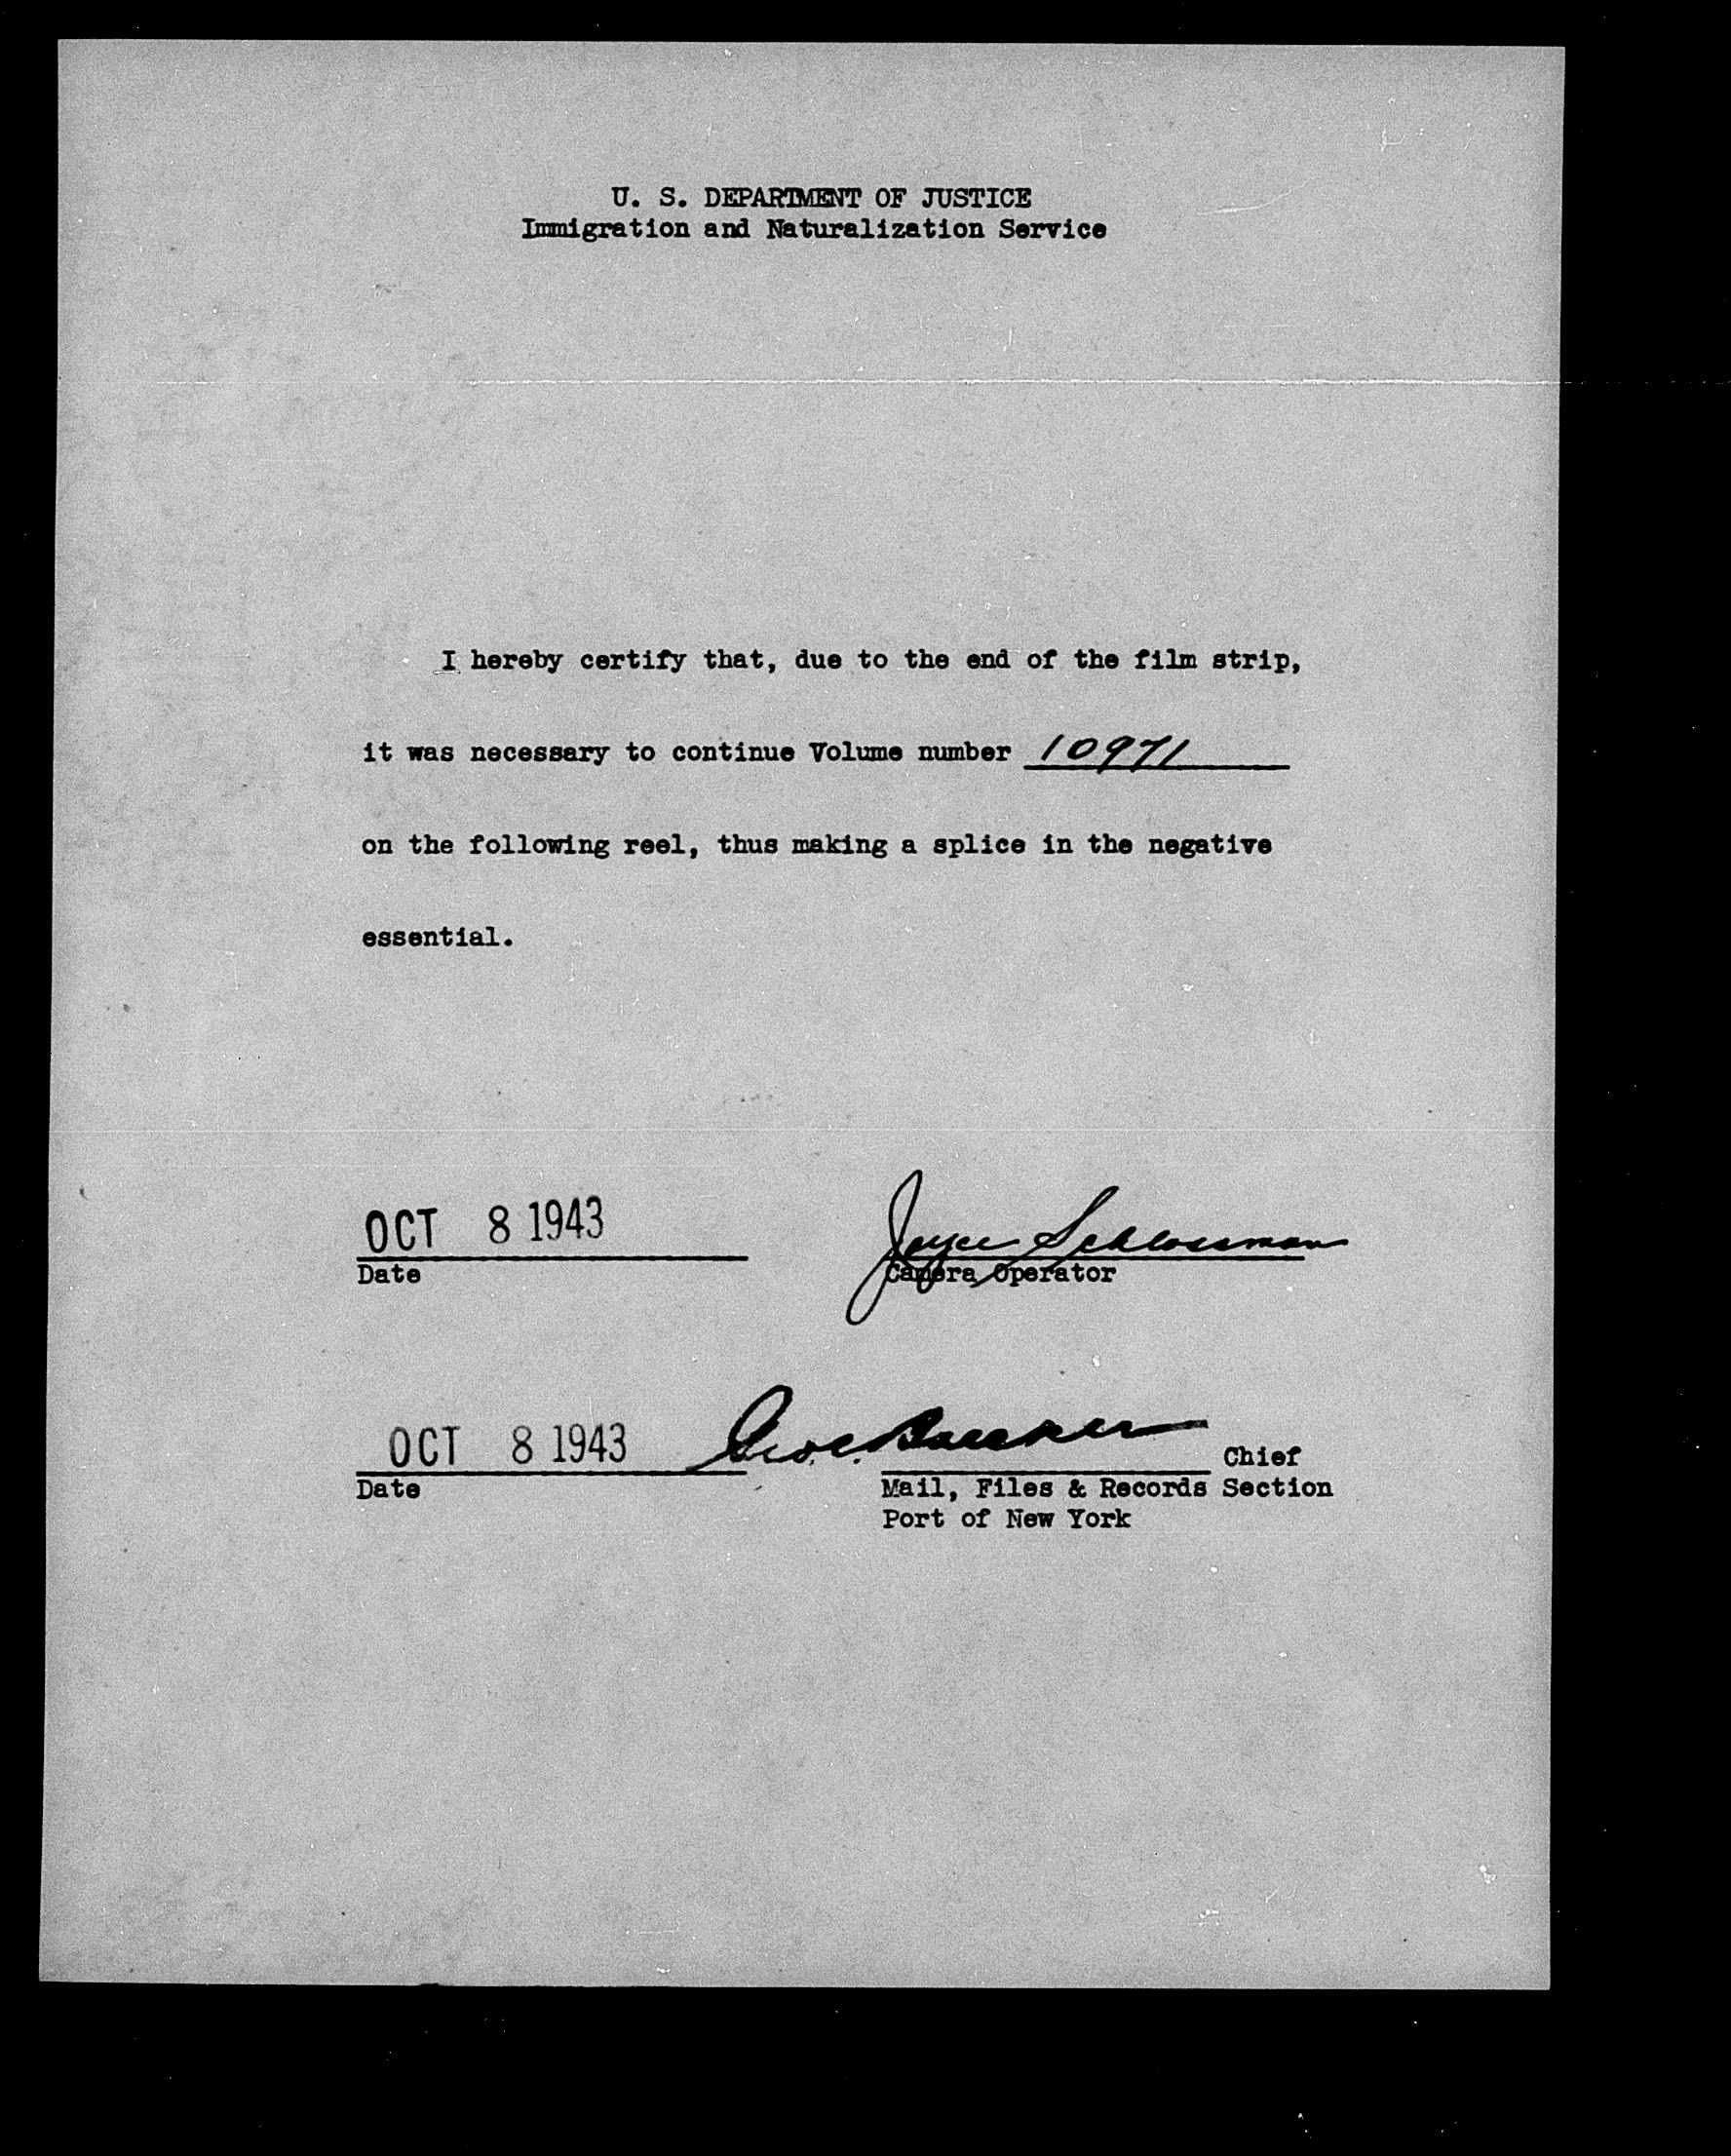 U. S. DEPARTMENT OF JUSTICE
Immigration and Naturalization Service
I hereby certify that, due to the end of the film strip,
it was necessary to continue Volume number 10971
on the following reel, thus making a splice in the negative
essential.
OCT 8 1943
Date
Joyce
Camera Operator
OCT 8 1943
Date
Chief
Mail, Files & Records Section
Port of New York